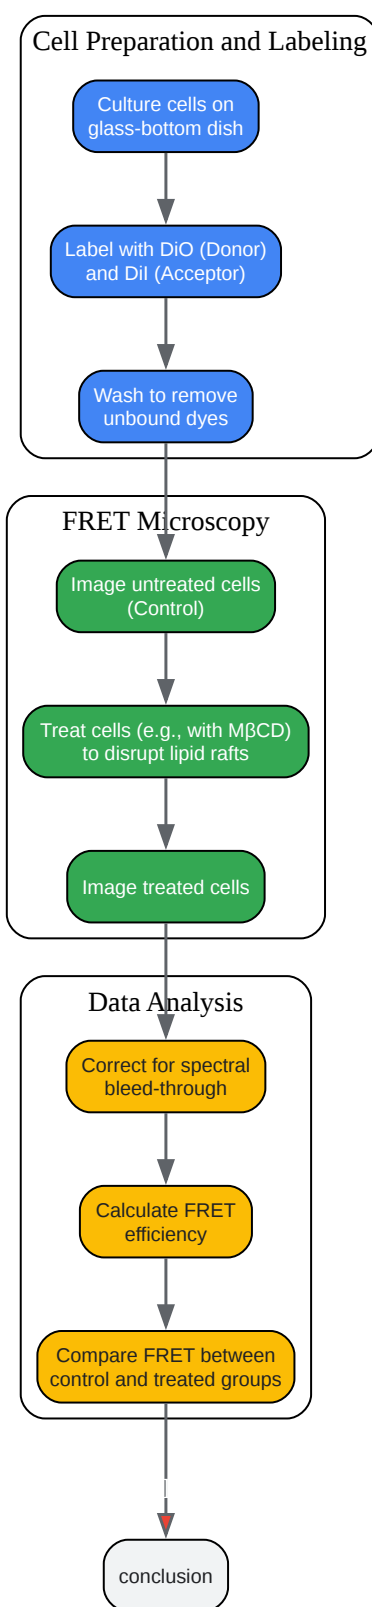 Cell Preparation and Labeling
Culture cells on
glass-bottom dish
Label with DiO (Donor)
and DiI (Acceptor)
Wash to remove
unbound dyes
FRET Microscopy
Image untreated cells
(Control)
Treat cells (e.g., with MβCD)
to disrupt lipid rafts
Image treated cells
Data Analysis
Correct for spectral
bleed-through
Calculate FRET
efficiency
Compare FRET between
control and treated groups
conclusion